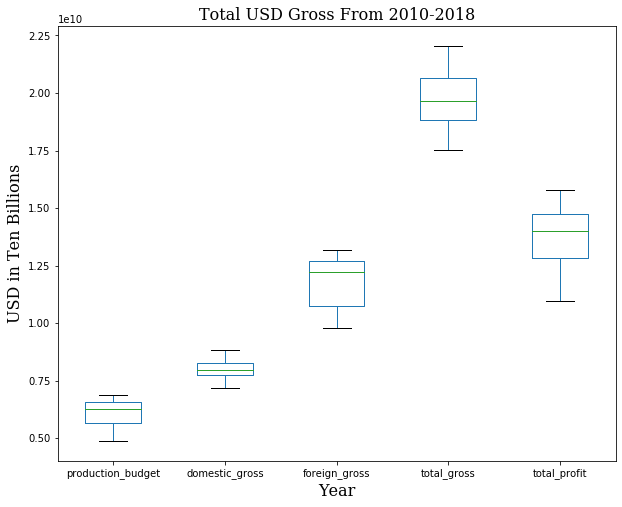 Total USD Gross From 2010-2018
1e10
2.25
2.00
1.75
1.50
1.25
1.00
0.75
0.50
USD in Ten Billions
production_budget
domestic_gross
foreign_gross
total_gross
total_profit
Year